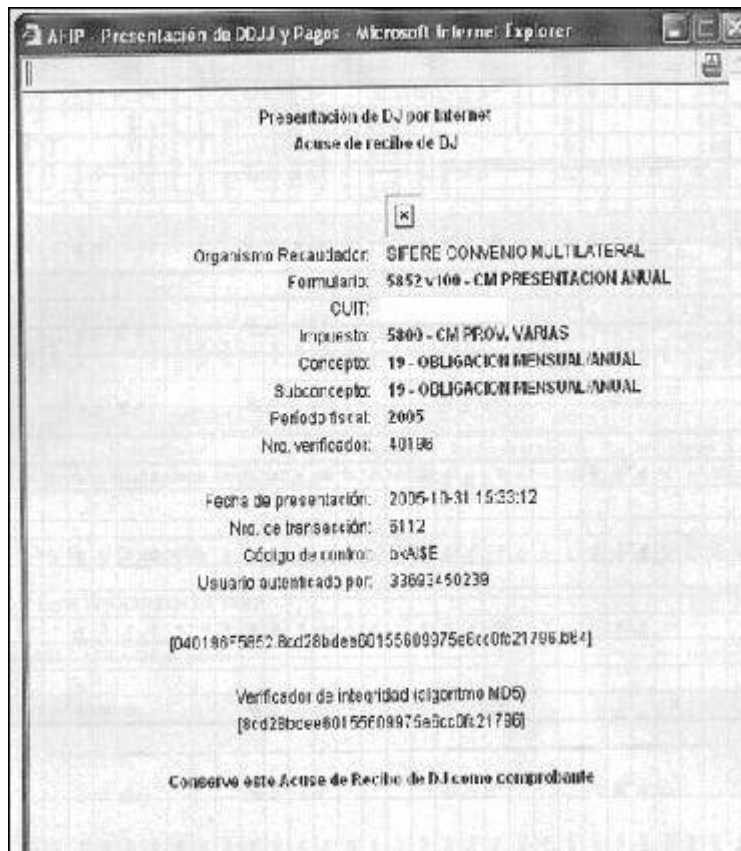 AFIP - Presentación de DDJJ y Pagos - Microsoft Internet Explorer
Presentacion de DJ por Internet
Acuse de recibo de DJ
Organismo Recaudador: SIFERE CONVENIO MULTILATERAL
Formulario: 5852 v100 - CM PRESENTACION ANUAL
CUIT:
Impuesto: 5800 - CM PROV. VARIAS
Concepto: 19 - OBLIGACION MENSUAL/ANUAL
Subconcepto: 19 - OBLIGACION MENSUAL/ANUAL
Período fiscal: 2005
Nro. verificador: 40196
Fecha de presentación: 2005-10-31 15:33:12
Nro. de transacción: 6112
Código de control:
Usuario autenticado por: 33693450239
Verificador de integridad (algoritmo MD5)
Conserve este Acuse de Recibo de DJ como comprobante